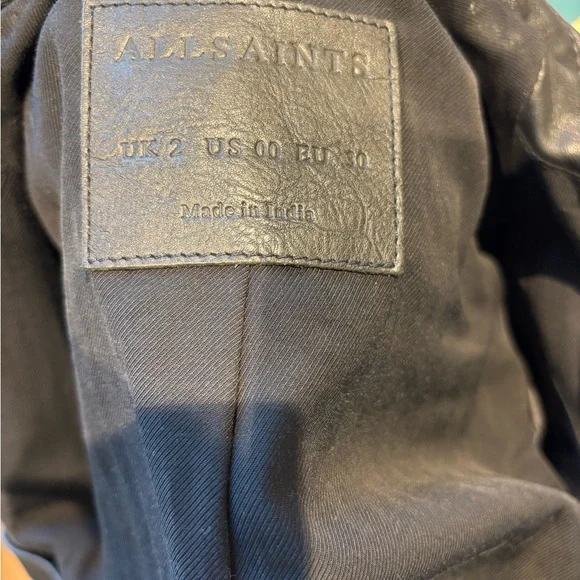 ALLSAINTS
UK 2 US 00 EU 30
Made in India